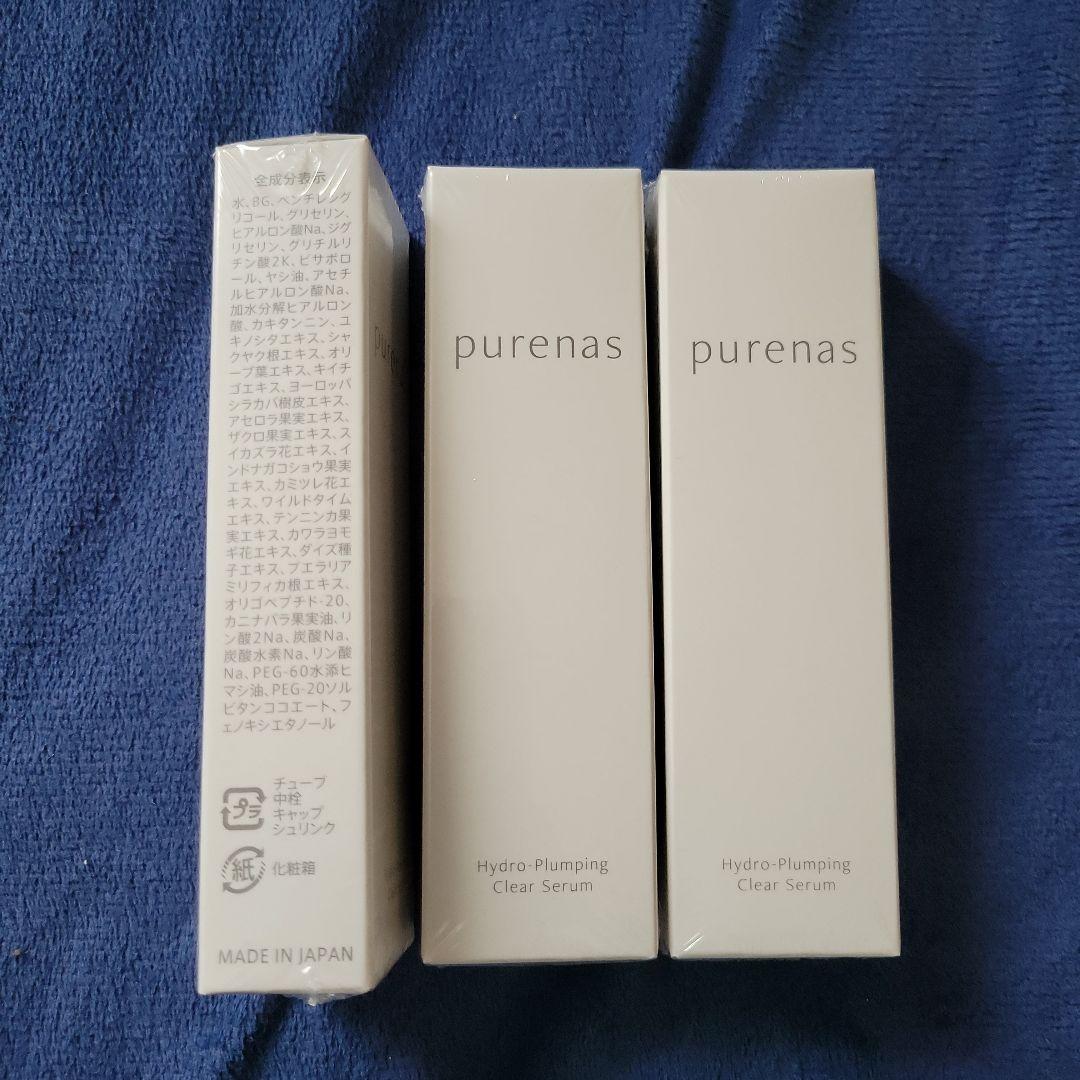 全成分表示
水、BG、ペンチレング
リコール、グリセリン、
ヒアルロン酸Na、ジグ
リセリン、グリチルリ
チン酸2K、ビサボロ
ール、ヤシ油、アセチ
ルヒアルロン酸Na、
加水分解ヒアルロン
酸、カキタンニン、ユ
キノシタエキス、シャ
クヤク根エキス、オリ
ーブ葉エキス、キイチ
ゴエキス、ヨーロッパ
シラカバ樹皮エキス、
アセロラ果実エキス、
ザクロ果実エキス、ス
イカズラ花エキス、イ
ンドナガコショウ果実
エキス、カミツレ花エ
キス、ワイルドタイム
エキス、テンニンカ果
実エキス、カワラヨモ
ギ花エキス、ダイズ種
子エキス、プエラリア
ミリフィカ根エキス、
オリゴペプチド-20、
カニナバラ果実油、リ
ン酸2Na、炭酸Na、
炭酸水素Na、リン酸
Na、PEG-60水添ヒ
マシ油、PEG-20ソル
ビタンココエート、フ
ェノキシエタノール
プラ
チューブ
中栓
キャップ
シュリンク
紙
化粧箱
MADE IN JAPAN
purenas
Hydro-Plumping
Clear Serum
purenas
Hydro-Plumping
Clear Serum